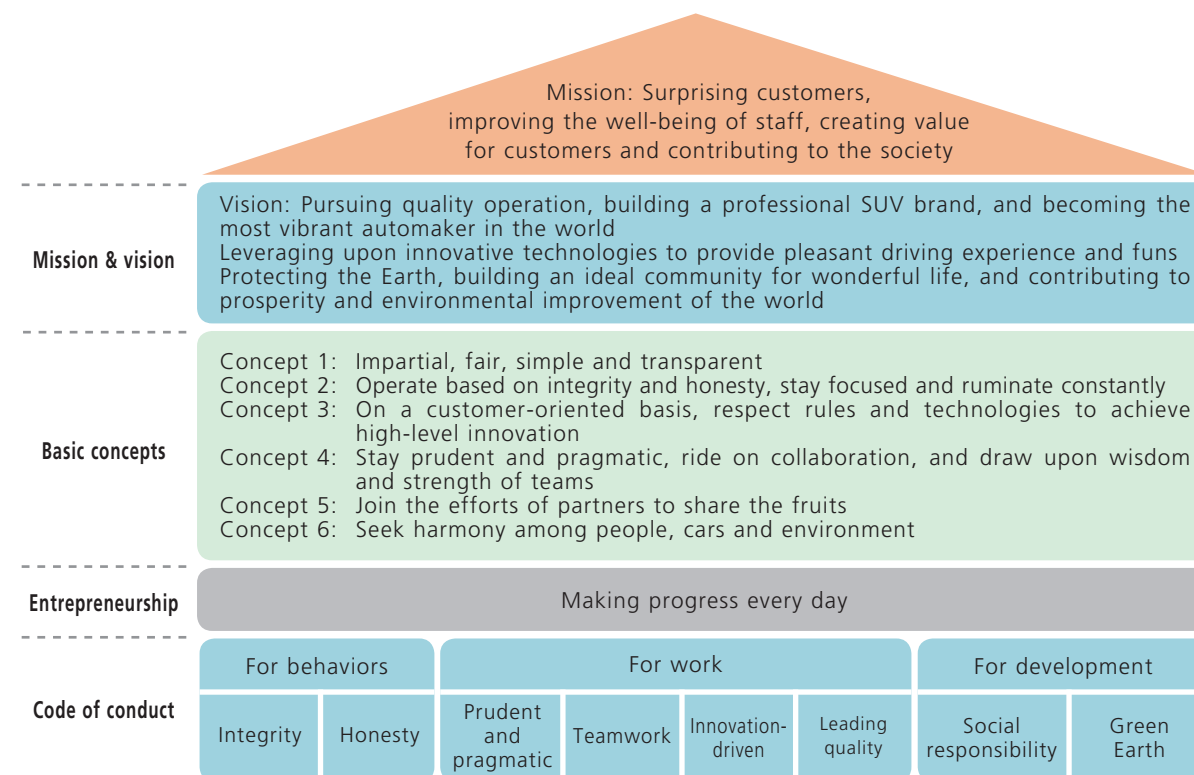 Mission: Surprising customers,
improving the well-being of staff, creating value
for customers and contributing to the society
Mission & vision
Vision: Pursuing quality operation, building a professional SUV brand, and becoming the
most vibrant automaker in the world
Leveraging upon innovative technologies to provide pleasant driving experience and funs
Protecting the Earth, building an ideal community for wonderful life, and contributing to
prosperity and environmental improvement of the world
Basic concepts
Concept 1: Impartial, fair, simple and transparent
Concept 2: Operate based on integrity and honesty, stay focused and ruminate constantly
Concept 3: On a customer-oriented basis, respect rules and technologies to achieve
high-level innovation
Concept 4: Stay prudent and pragmatic, ride on collaboration, and draw upon wisdom
and strength of teams
Concept 5: Join the efforts of partners to share the fruits
Concept 6: Seek harmony among people, cars and environment
Entrepreneurship
Making progress every day
Code of conduct
For behaviors
For work
For development
Integrity
Honesty
Prudent
and
pragmatic
Teamwork
Innovation-
driven
Leading
quality
Social
responsibility
Green
Earth